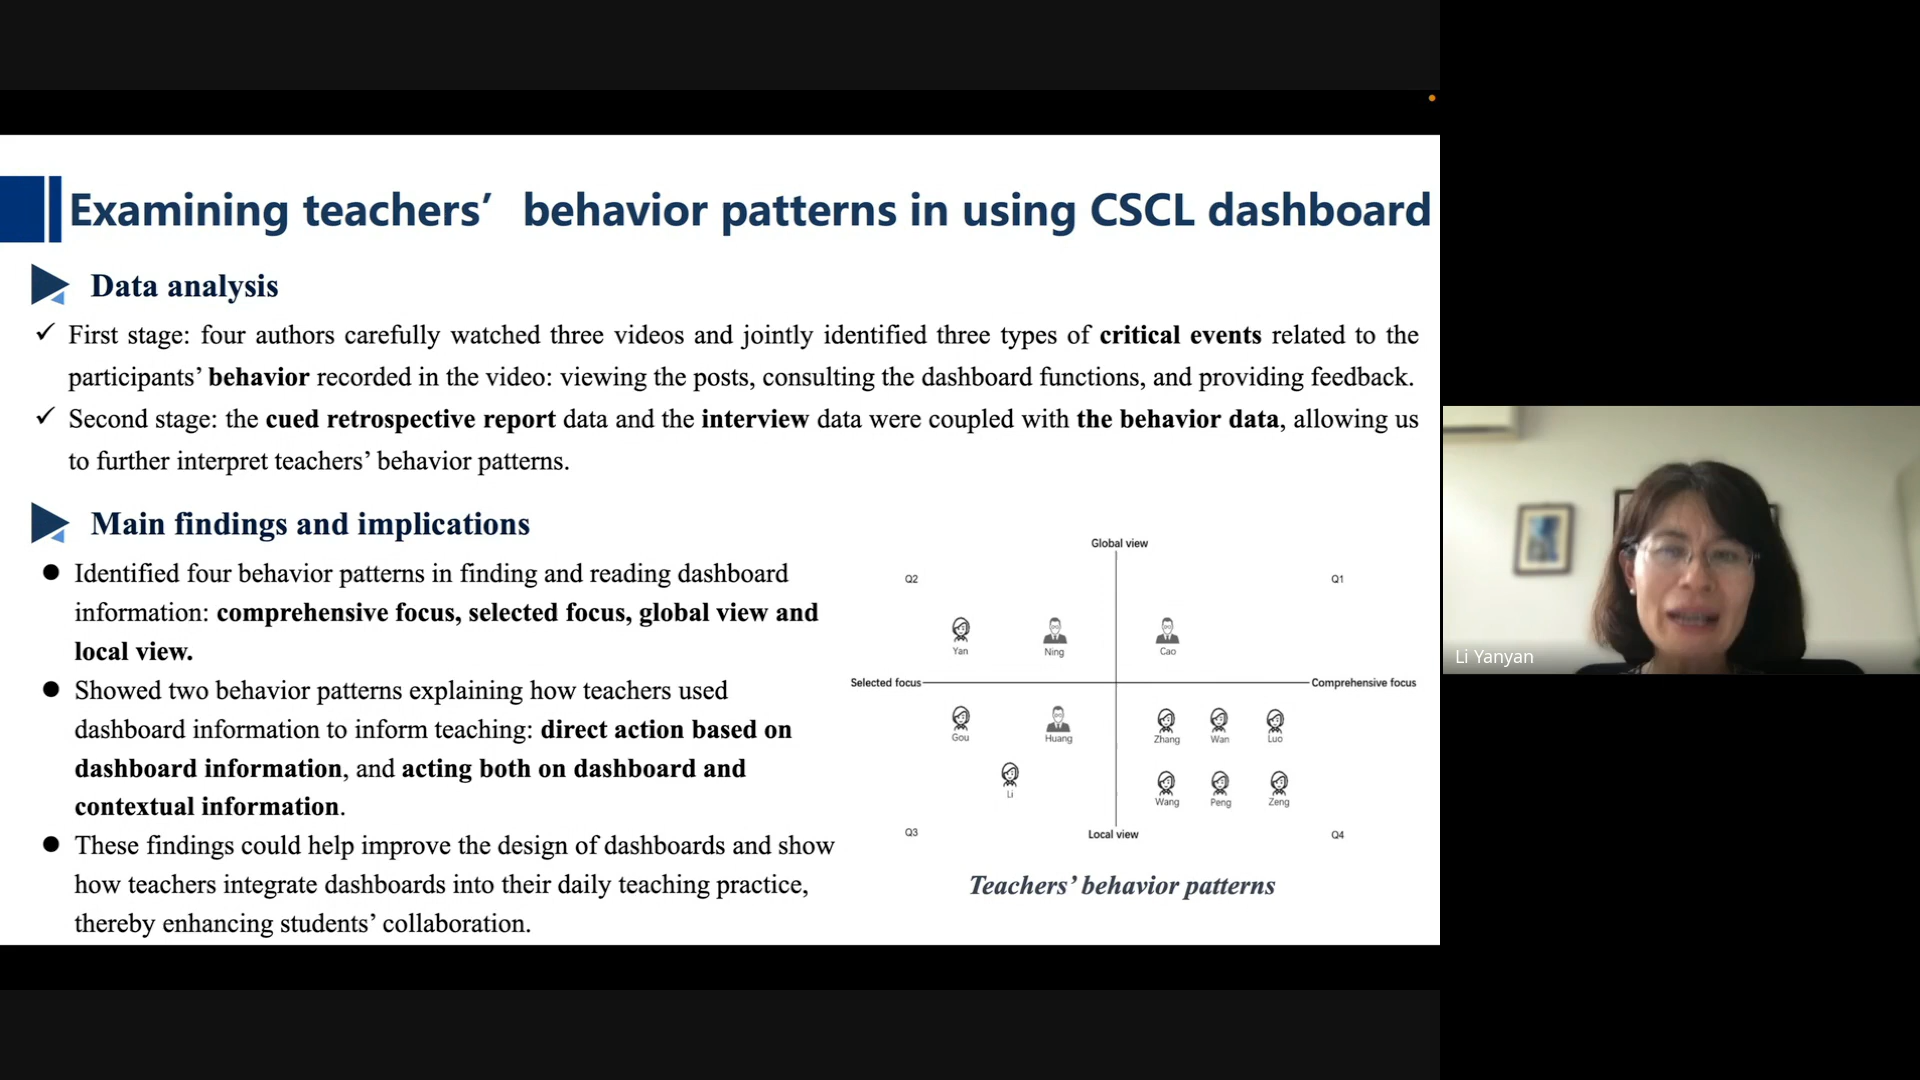 Examining teachers’ behavior patterns in using CSCL dashboard
Data analysis
✓ First stage: four authors carefully watched three videos and jointly identified three types of critical events related to the
participants’ behavior recorded in the video: viewing the posts, consulting the dashboard functions, and providing feedback.
✓ Second stage: the cued retrospective report data and the interview data were coupled with the behavior data, allowing us
to further interpret teachers’ behavior patterns.
Main findings and implications
● Identified four behavior patterns in finding and reading dashboard
information: comprehensive focus, selected focus, global view and
local view.
● Showed two behavior patterns explaining how teachers used
dashboard information to inform teaching: direct action based on
dashboard information, and acting both on dashboard and
contextual information.
● These findings could help improve the design of dashboards and show
how teachers integrate dashboards into their daily teaching practice,
thereby enhancing students’ collaboration.
Global view
Q2
Q1
Yan
Ning
Cao
Selected focus
Comprehensive focus
Gou
Huang
Zhang
Wan
Luo
Li
Wang
Peng
Zeng
Q3
Local view
Q4
Teachers’ behavior patterns
Li Yanyan